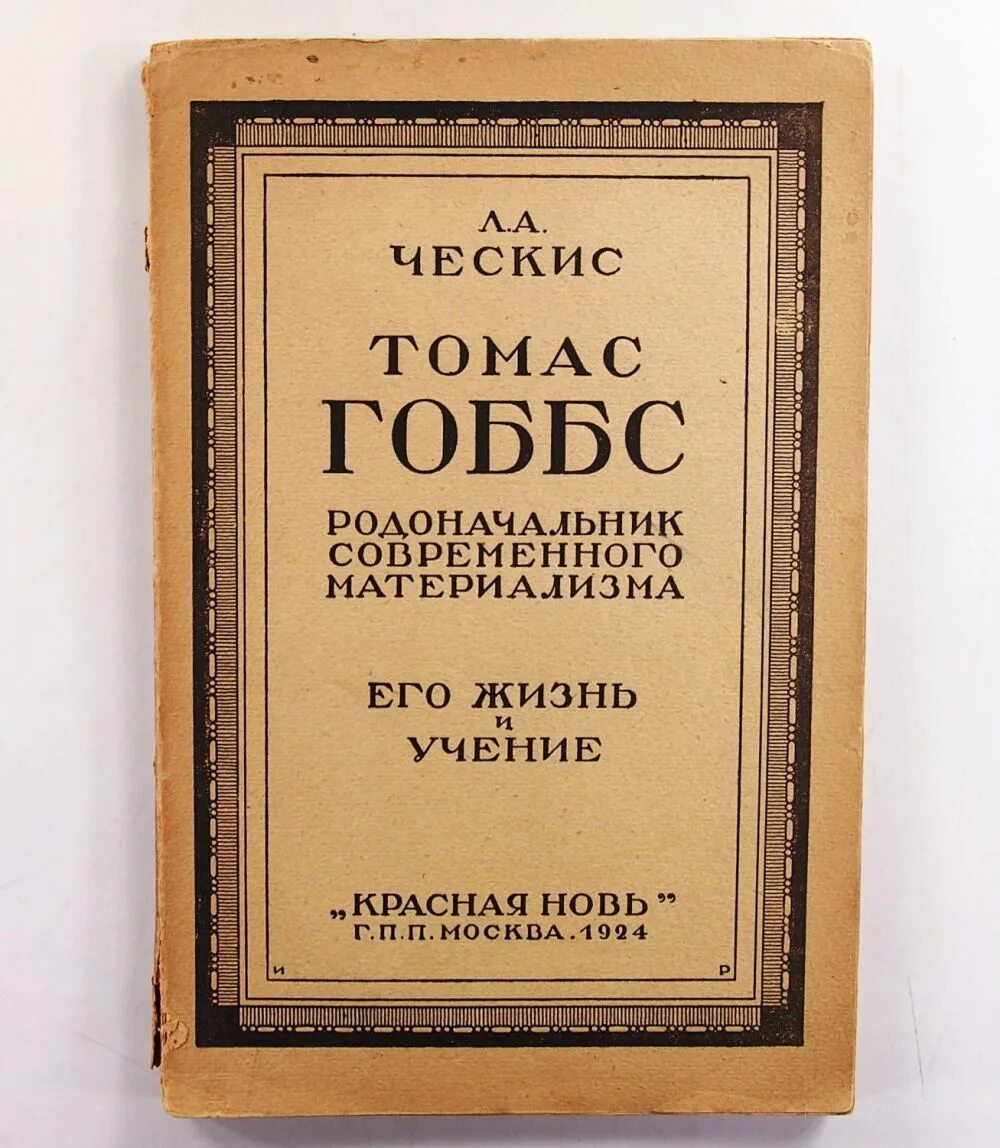 Л.А.
ЧЕСКИС
ТОМАС
ГОББС
РОДОНАЧАЛЬНИК
СОВРЕМЕННОГО
МАТЕРИАЛИЗМА
ЕГО ЖИЗНЬ
И
УЧЕНИЕ
„КРАСНАЯ НОВЬ”
Г.П.П. МОСКВА. 1924
И Р